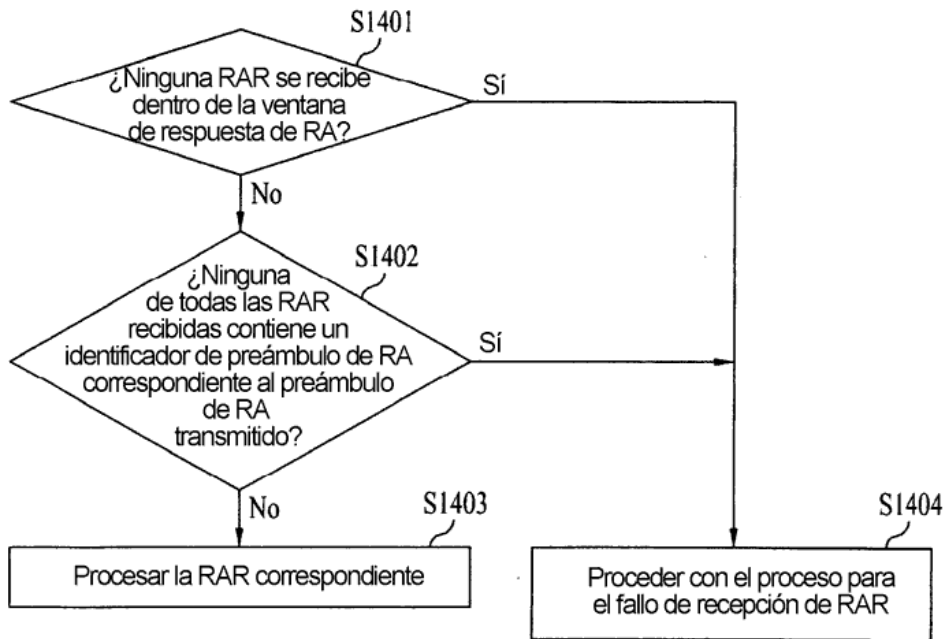 S1401
¿Ninguna RAR se recibe
dentro de la ventana
de respuesta de RA?
Sí
No
S1402
¿Ninguna
de todas las RAR
recibidas contiene un
identificador de preámbulo de RA
correspondiente al preámbulo
de RA
transmitido?
Sí
No
S1403
Procesar la RAR correspondiente
S1404
Proceder con el proceso para
el fallo de recepción de RAR